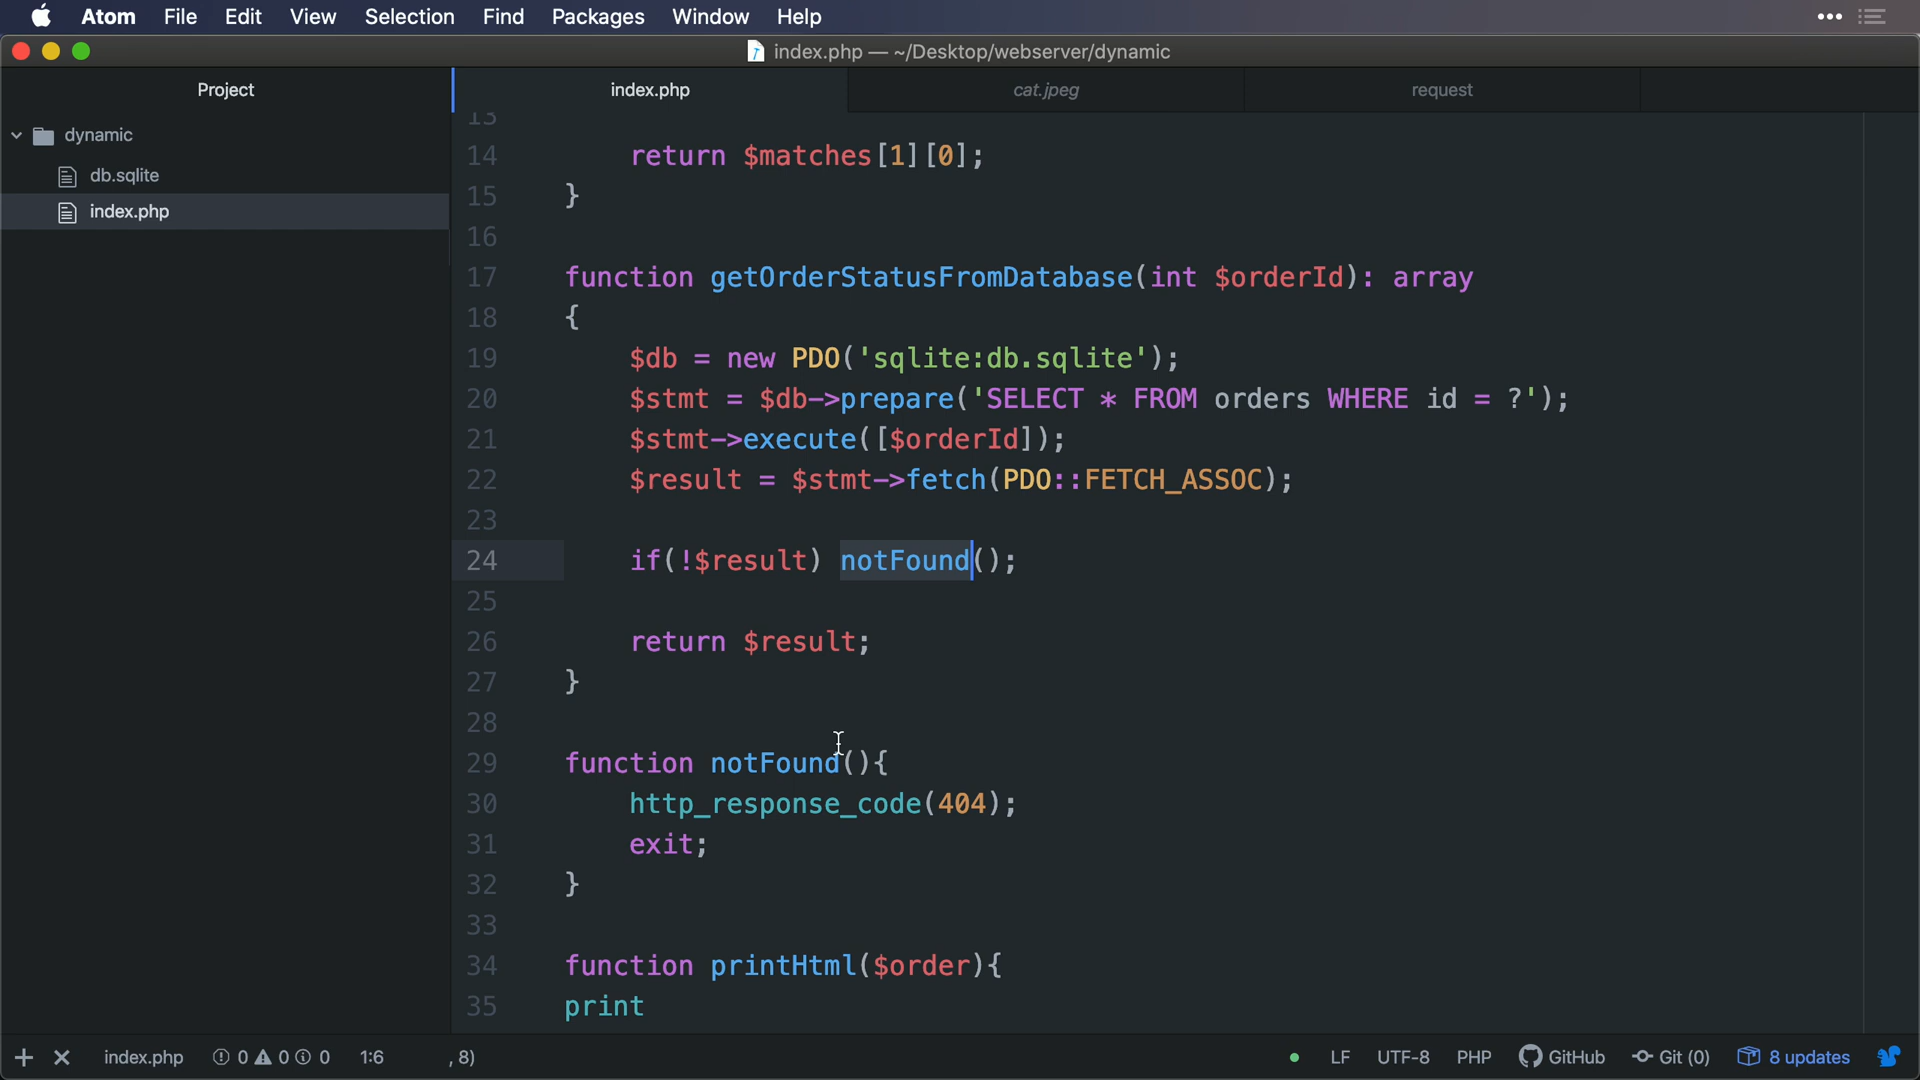 Atom File Edit View Selection Find Packages Window Help
index.php — ~/Desktop/webserver/dynamic
Project
index.php cat.jpeg request
dynamic
db.sqlite
index.php
13
14 return $matches[1][0];
15 }
16
17 function getOrderStatusFromDatabase(int $orderId): array
18 {
19 $db = new PDO('sqlite:db.sqlite');
20 $stmt = $db->prepare('SELECT * FROM orders WHERE id = ?');
21 $stmt->execute([$orderId]);
22 $result = $stmt->fetch(PDO::FETCH_ASSOC);
23
24 if(!$result) notFound();
25
26 return $result;
27 }
28
29 function notFound(){
30 http_response_code(404);
31 exit;
32 }
33
34 function printHtml($order){
35 print
index.php 0 0 0 1:6 , 8) LF UTF-8 PHP GitHub Git (0) 8 updates